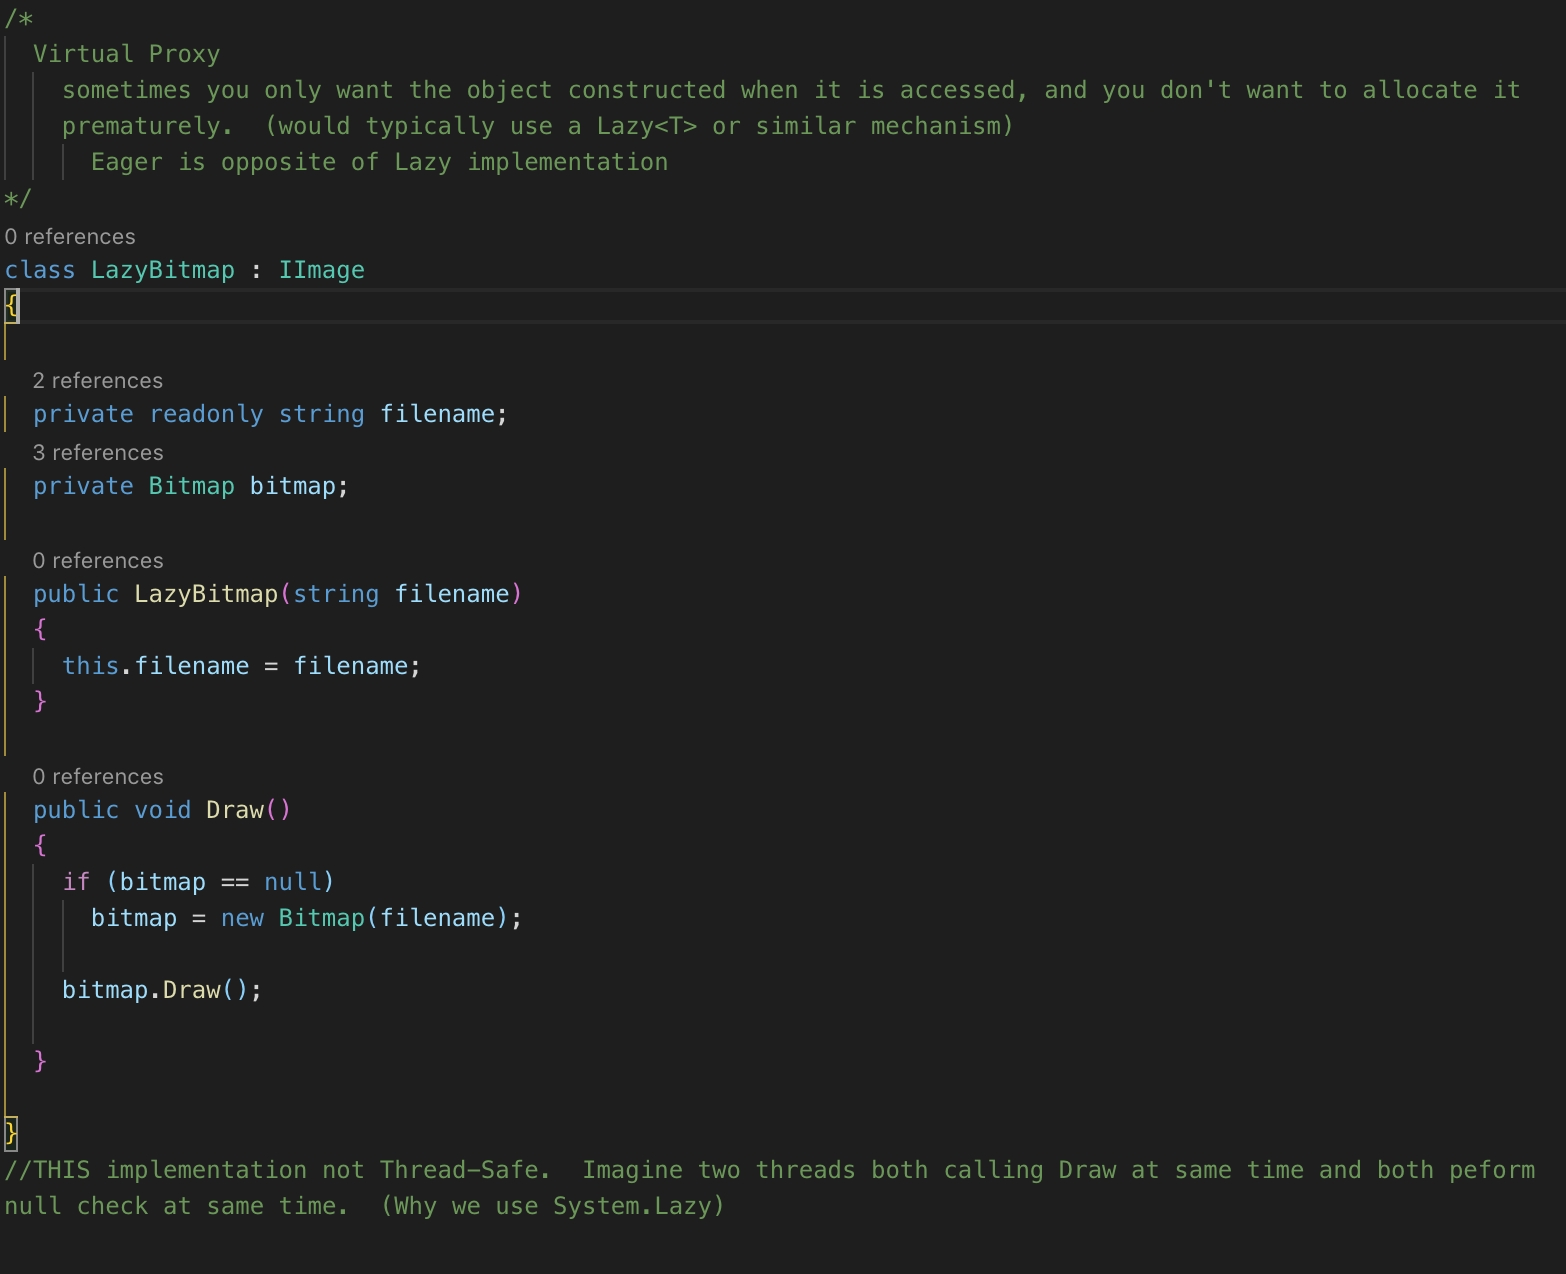 /*
Virtual Proxy
sometimes you only want the object constructed when it is accessed, and you don't want to allocate it
prematurely.  (would typically use a Lazy<T> or similar mechanism)
Eager is opposite of Lazy implementation
*/
0 references
class LazyBitmap : IImage
{
2 references
private readonly string filename;
3 references
private Bitmap bitmap;
0 references
public LazyBitmap(string filename)
{
this.filename = filename;
}
0 references
public void Draw()
{
if (bitmap == null)
bitmap = new Bitmap(filename);
bitmap.Draw();
}
}
//THIS implementation not Thread-Safe.  Imagine two threads both calling Draw at same time and both peform
null check at same time.  (Why we use System.Lazy)